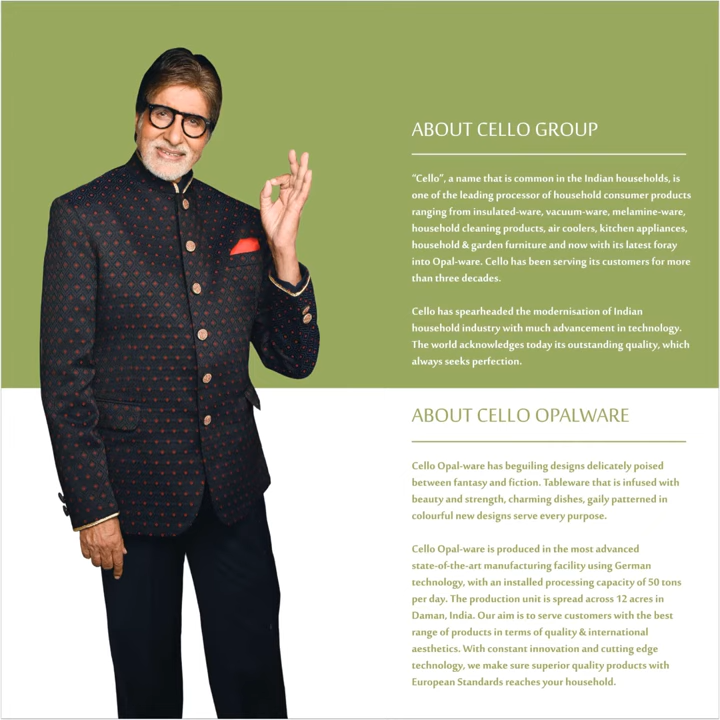 ABOUT CELLO GROUP
“Cello”, a name that is common in the Indian households, is
one of the leading processor of household consumer products
ranging from insulated-ware, vacuum-ware, melamine-ware,
household cleaning products, air coolers, kitchen appliances,
household & garden furniture and now with its latest foray
into Opal-ware. Cello has been serving its customers for more
than three decades.
Cello has spearheaded the modernisation of Indian
household industry with much advancement in technology.
The world acknowledges today its outstanding quality, which
always seeks perfection.
ABOUT CELLO OPALWARE
Cello Opal-ware has beguiling designs delicately poised
between fantasy and fiction. Tableware that is infused with
beauty and strength, charming dishes, gaily patterned in
colourful new designs serve every purpose.
Cello Opal-ware is produced in the most advanced
state-of-the-art manufacturing facility using German
technology, with an installed processing capacity of 50 tons
per day. The production unit is spread across 12 acres in
Daman, India. Our aim is to serve customers with the best
range of products in terms of quality & international
aesthetics. With constant innovation and cutting edge
technology, we make sure superior quality products with
European Standards reaches your household.